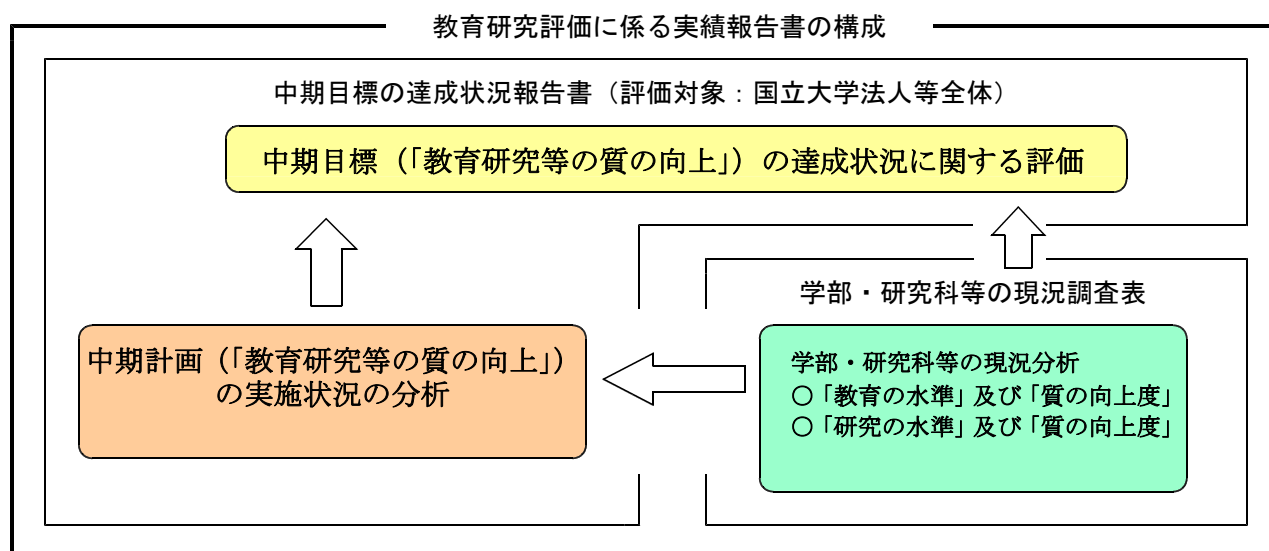 教育研究評価に係る実績報告書の構成
中期目標の達成状況報告書（評価対象：国立大学法人等全体）
中期目標（「教育研究等の質の向上」）の達成状況に関する評価
学部・研究科等の現況調査表
中期計画（「教育研究等の質の向上」）
の実施状況の分析
学部・研究科等の現況分析
○「教育の水準」及び「質の向上度」
○「研究の水準」及び「質の向上度」